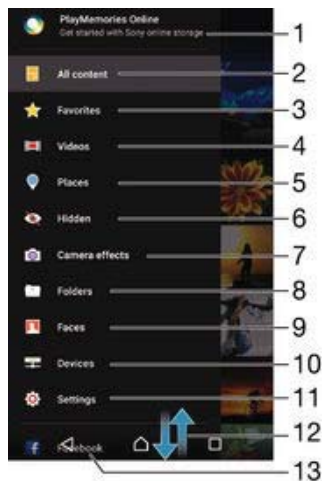 PlayMemories Online
Get started with Sony online storage
1
All content
2
Favorites
3
Videos
4
Places
5
Hidden
6
Camera effects
7
Folders
8
Faces
9
Devices
10
Settings
11
12
Facebook
13